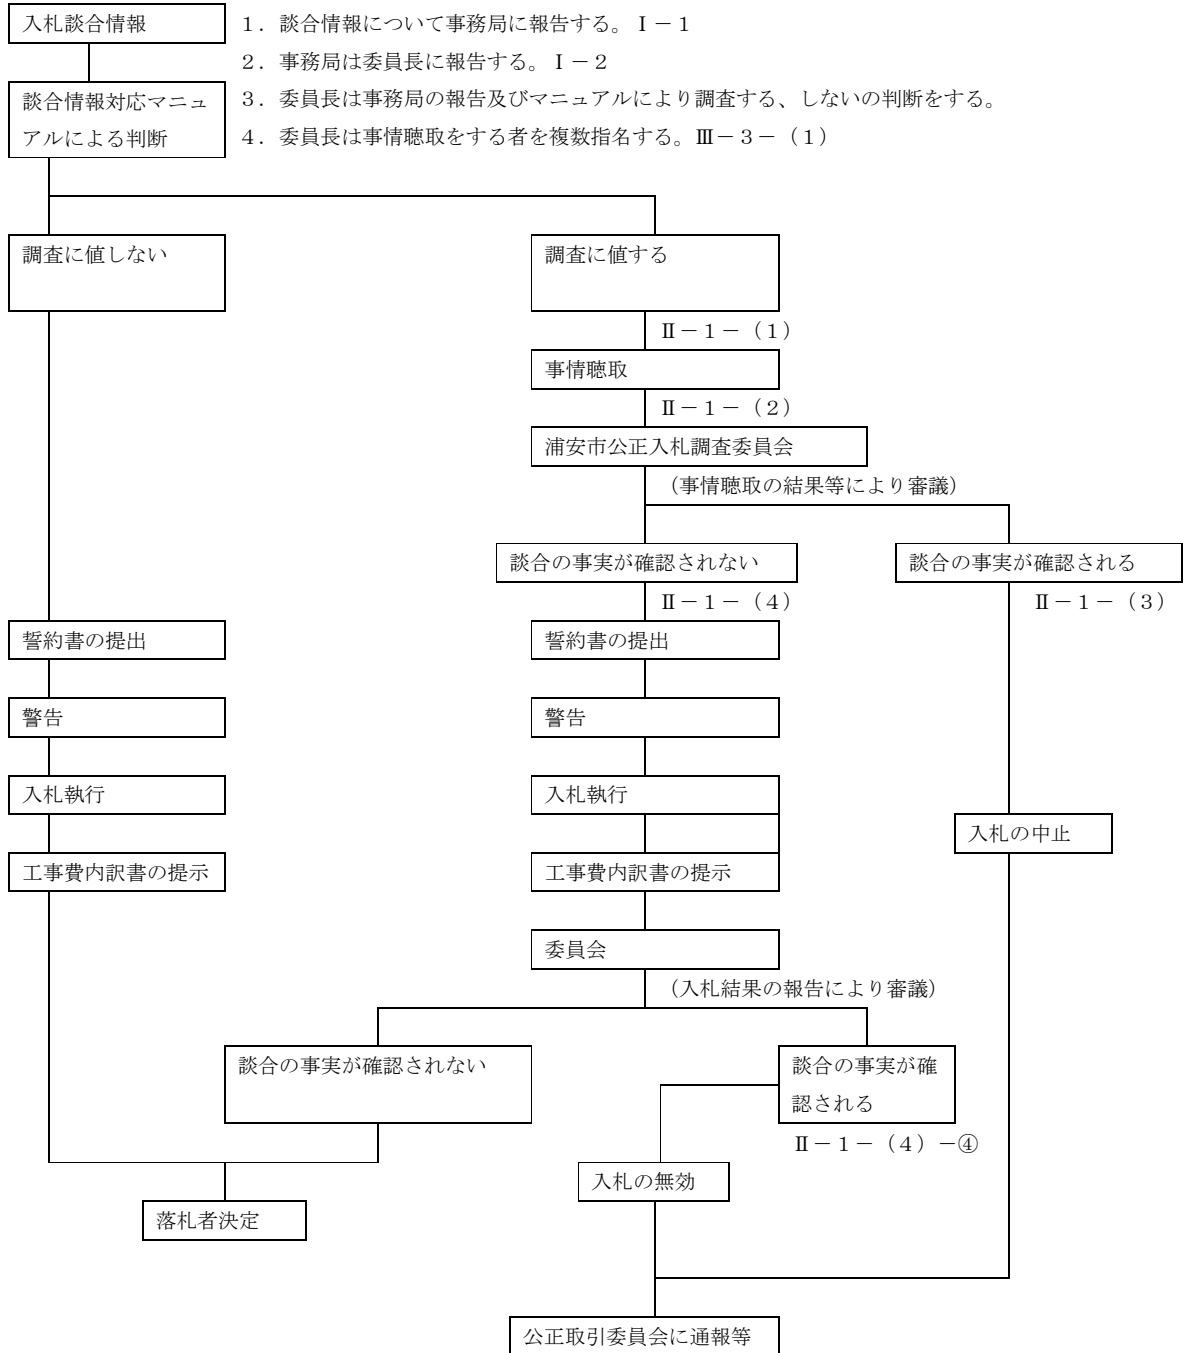 入札談合情報
１．談合情報について事務局に報告する。Ⅰ－１
２．事務局は委員長に報告する。Ⅰ－２
談合情報対応マニュ
アルによる判断
３．委員長は事務局の報告及びマニュアルにより調査する、しないの判断をする。
４．委員長は事情聴取をする者を複数指名する。Ⅲ－３－（１）
調査に値しない
調査に値する
Ⅱ－１－（１）
事情聴取
Ⅱ－１－（２）
浦安市公正入札調査委員会
（事情聴取の結果等により審議）
談合の事実が確認されない
談合の事実が確認される
Ⅱ－１－（４）
Ⅱ－１－（３）
誓約書の提出
誓約書の提出
警告
警告
入札執行
入札執行
入札の中止
工事費内訳書の提示
工事費内訳書の提示
委員会
（入札結果の報告により審議）
談合の事実が確認されない
談合の事実が確
認される
Ⅱ－１－（４）－④
入札の無効
落札者決定
公正取引委員会に通報等